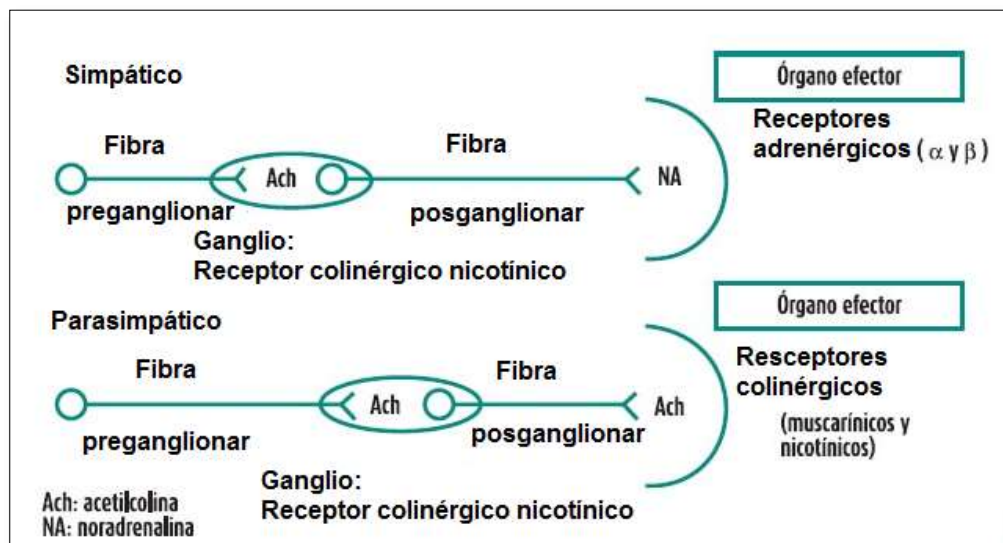 Simpático
Órgano efector
Receptores
adrenérgicos (α y β)
Fibra
Fibra
Ach
NA
preganglionar
posganglionar
Ganglio:
Receptor colinérgico nicotínico
Parasimpático
Órgano efector
Resceptores
colinérgicos
(muscarínicos y
nicotínicos)
Fibra
Fibra
Ach
Ach
preganglionar
posganglionar
Ganglio:
Receptor colinérgico nicotínico
Ach: acetilcolina
NA: noradrenalina